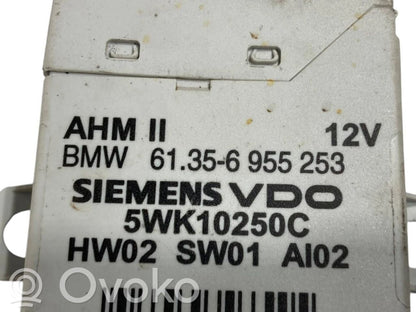 AHM II 12V
BMW 61.35-6 955 253
SIEMENS VDO
5WK10250C
HW02 SW01 AI02
© Ovoko